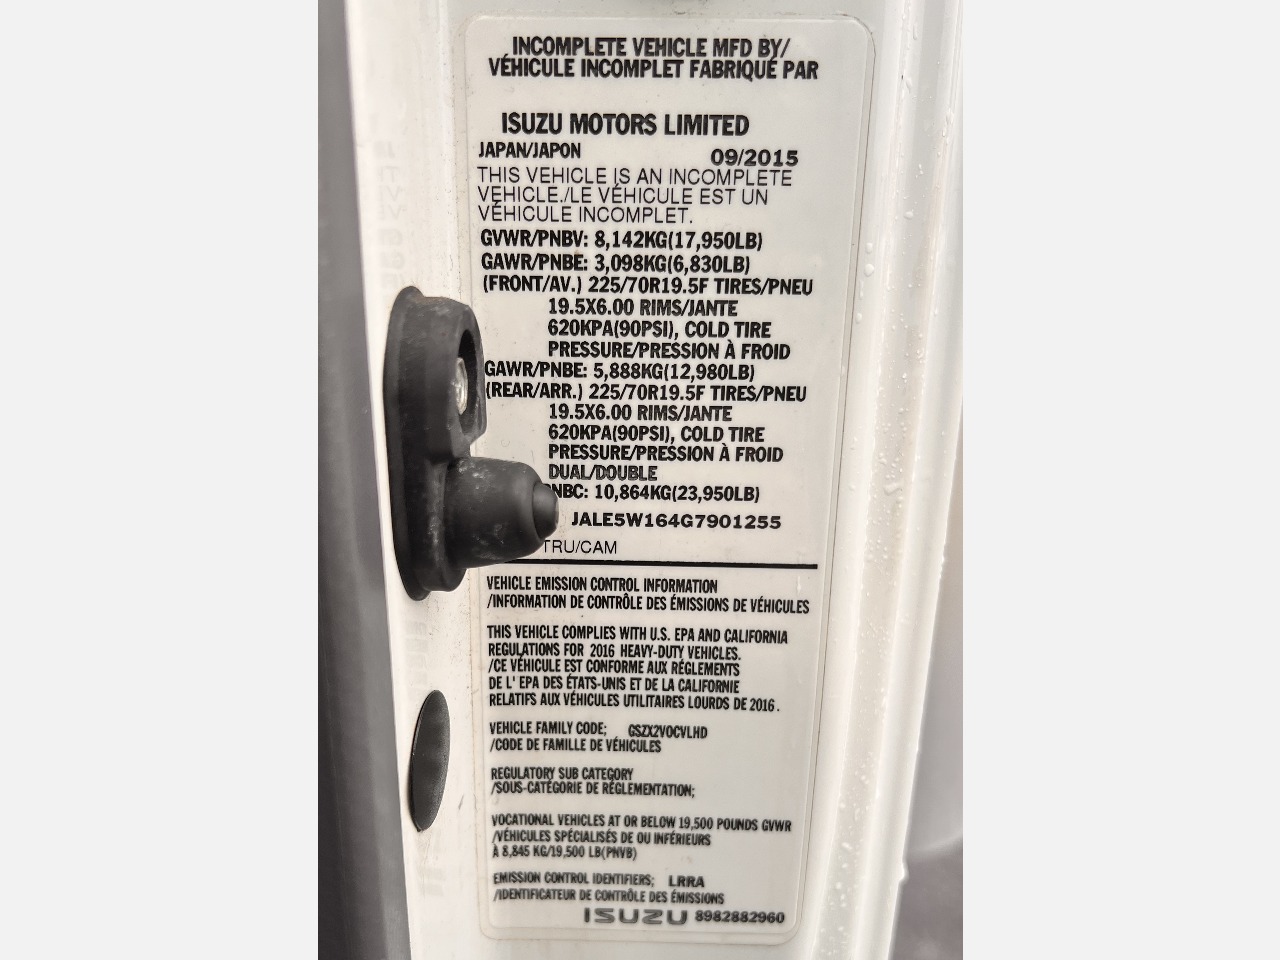 INCOMPLETE VEHICLE MFD BY/
VÉHICULE INCOMPLET FABRIQUÉ PAR
ISUZU MOTORS LIMITED
JAPAN/JAPON 09/2015
THIS VEHICLE IS AN INCOMPLETE
VEHICLE./LE VÉHICULE EST UN
VÉHICULE INCOMPLET.
GVWR/PNBV: 8,142KG(17,950LB)
GAWR/PNBE: 3,098KG(6,830LB)
(FRONT/AV.) 225/70R19.5F TIRES/PNEU
19.5X6.00 RIMS/JANTE
620KPA(90PSI), COLD TIRE
PRESSURE/PRESSION À FROID
GAWR/PNBE: 5,888KG(12,980LB)
(REAR/ARR.) 225/70R19.5F TIRES/PNEU
19.5X6.00 RIMS/JANTE
620KPA(90PSI), COLD TIRE
PRESSURE/PRESSION À FROID
DUAL/DOUBLE
NBC: 10,864KG(23,950LB)
JALE5W164G7901255
TRU/CAM
VEHICLE EMISSION CONTROL INFORMATION
/INFORMATION DE CONTRÔLE DES ÉMISSIONS DE VÉHICULES
THIS VEHICLE COMPLIES WITH U.S. EPA AND CALIFORNIA
REGULATIONS FOR 2016 HEAVY-DUTY VEHICLES.
/CE VÉHICULE EST CONFORME AUX RÉGLEMENTS
DE L' EPA DES ÉTATS-UNIS ET DE LA CALIFORNIE
RELATIFS AUX VÉHICULES UTILITAIRES LOURDS DE 2016.
VEHICLE FAMILY CODE; GSZX2VOCVLHD
/CODE DE FAMILLE DE VÉHICULES
REGULATORY SUB CATEGORY
/SOUS-CATÉGORIE DE RÉGLEMENTATION;
VOCATIONAL VEHICLES AT OR BELOW 19,500 POUNDS GVWR
/VÉHICULES SPÉCIALISÉS DE OU INFÉRIEURS
À 8,845 KG/19,500 LB(PNVB)
EMISSION CONTROL IDENTIFIERS; LRRA
/IDENTIFICATEUR DE CONTRÔLE DES ÉMISSIONS
ISUZU 8982882960